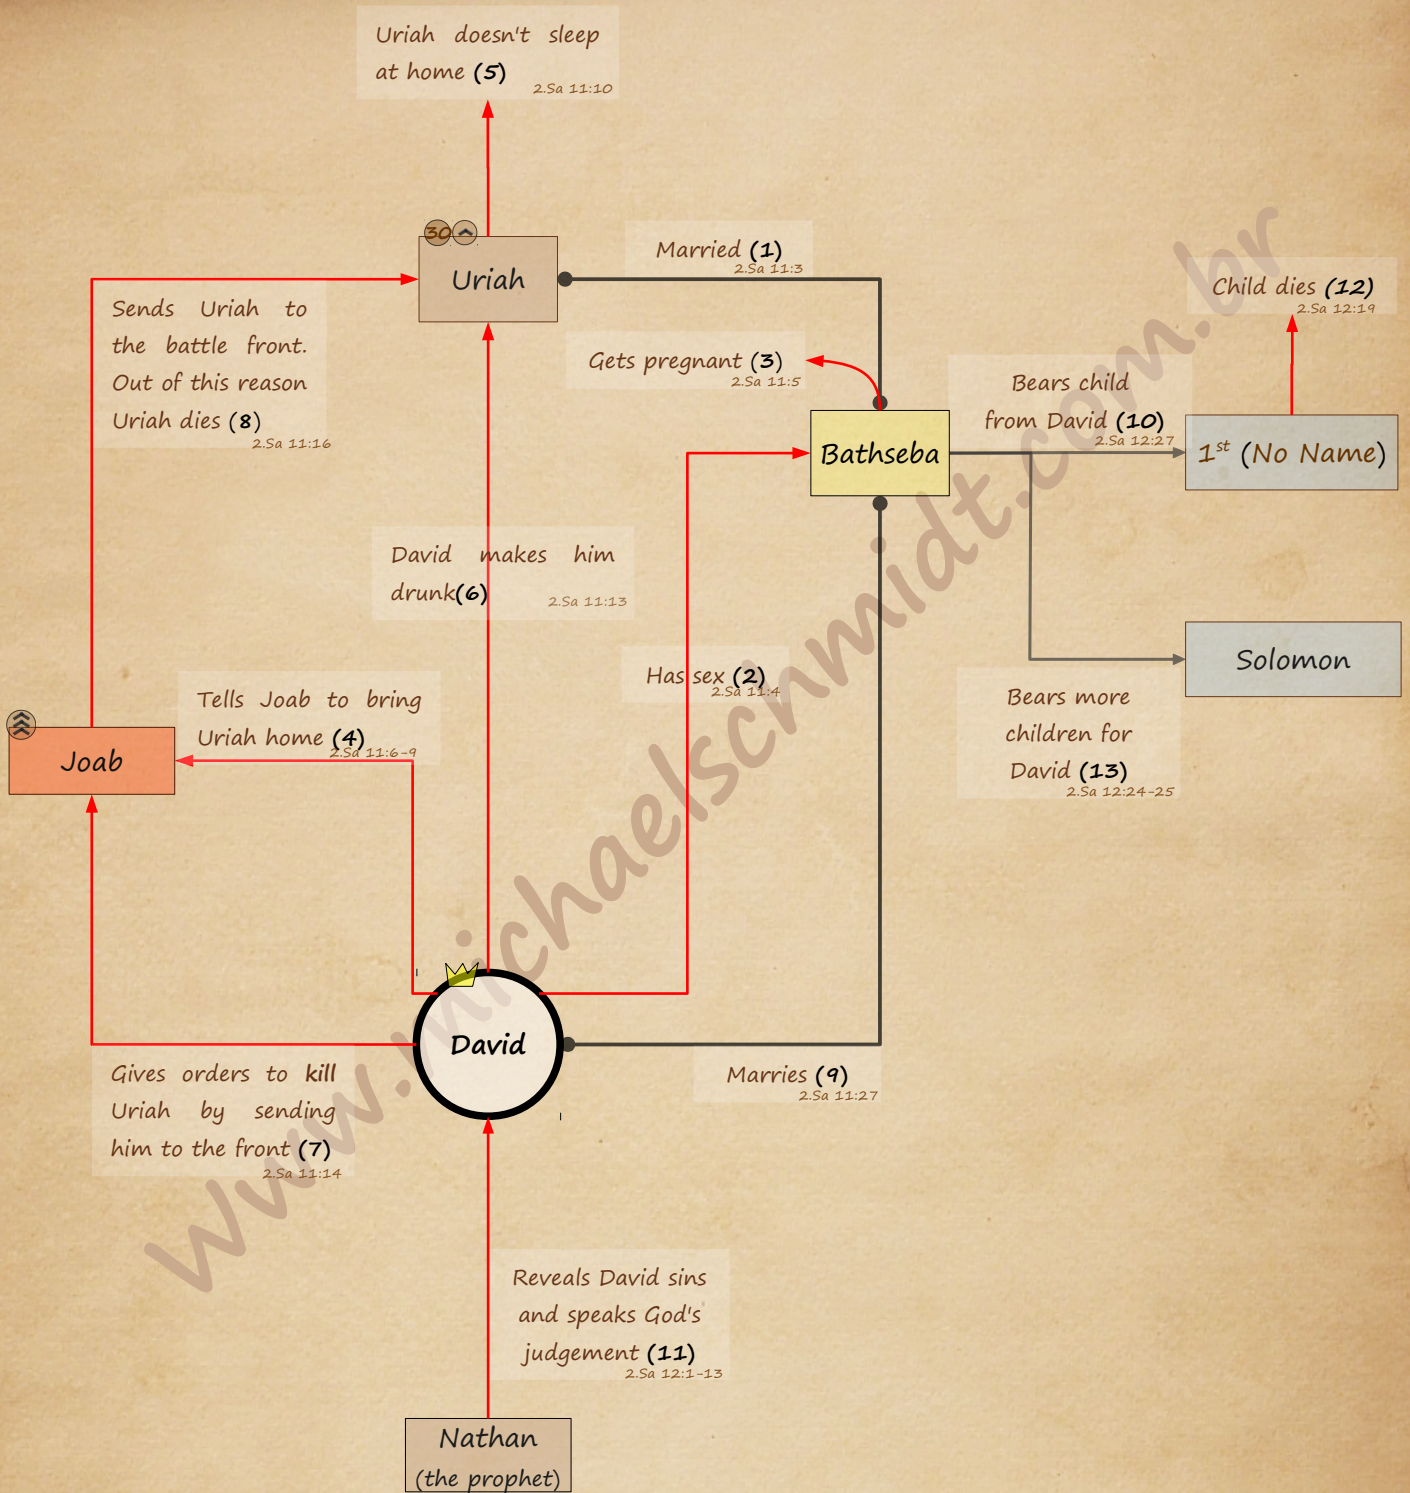 Uriah doesn't sleep
at home (5)
2.Sa 11:10
30
Uriah
Married (1)
2.Sa 11:3
Child dies (12)
2.Sa 12:19
Sends Uriah to
the battle front.
Out of this reason
Uriah dies (8)
2.Sa 11:16
Gets pregnant (3)
2.Sa 11:5
Bears child
from David (10)
2.Sa 12:27
Bathseba
1st (No Name)
David makes him
drunk(6)
2.Sa 11:13
Has sex (2)
2.Sa 11:4
Solomon
Tells Joab to bring
Uriah home (4)
2.Sa 11:6-9
Joab
Bears more
children for
David (13)
2.Sa 12:24-25
David
Gives orders to kill
Uriah by sending
him to the front (7)
2.Sa 11:14
Marries (9)
2.Sa 11:27
Reveals David sins
and speaks God's
judgement (11)
2.Sa 12:1-13
Nathan
(the prophet)
www.michaelschmidt.com.br